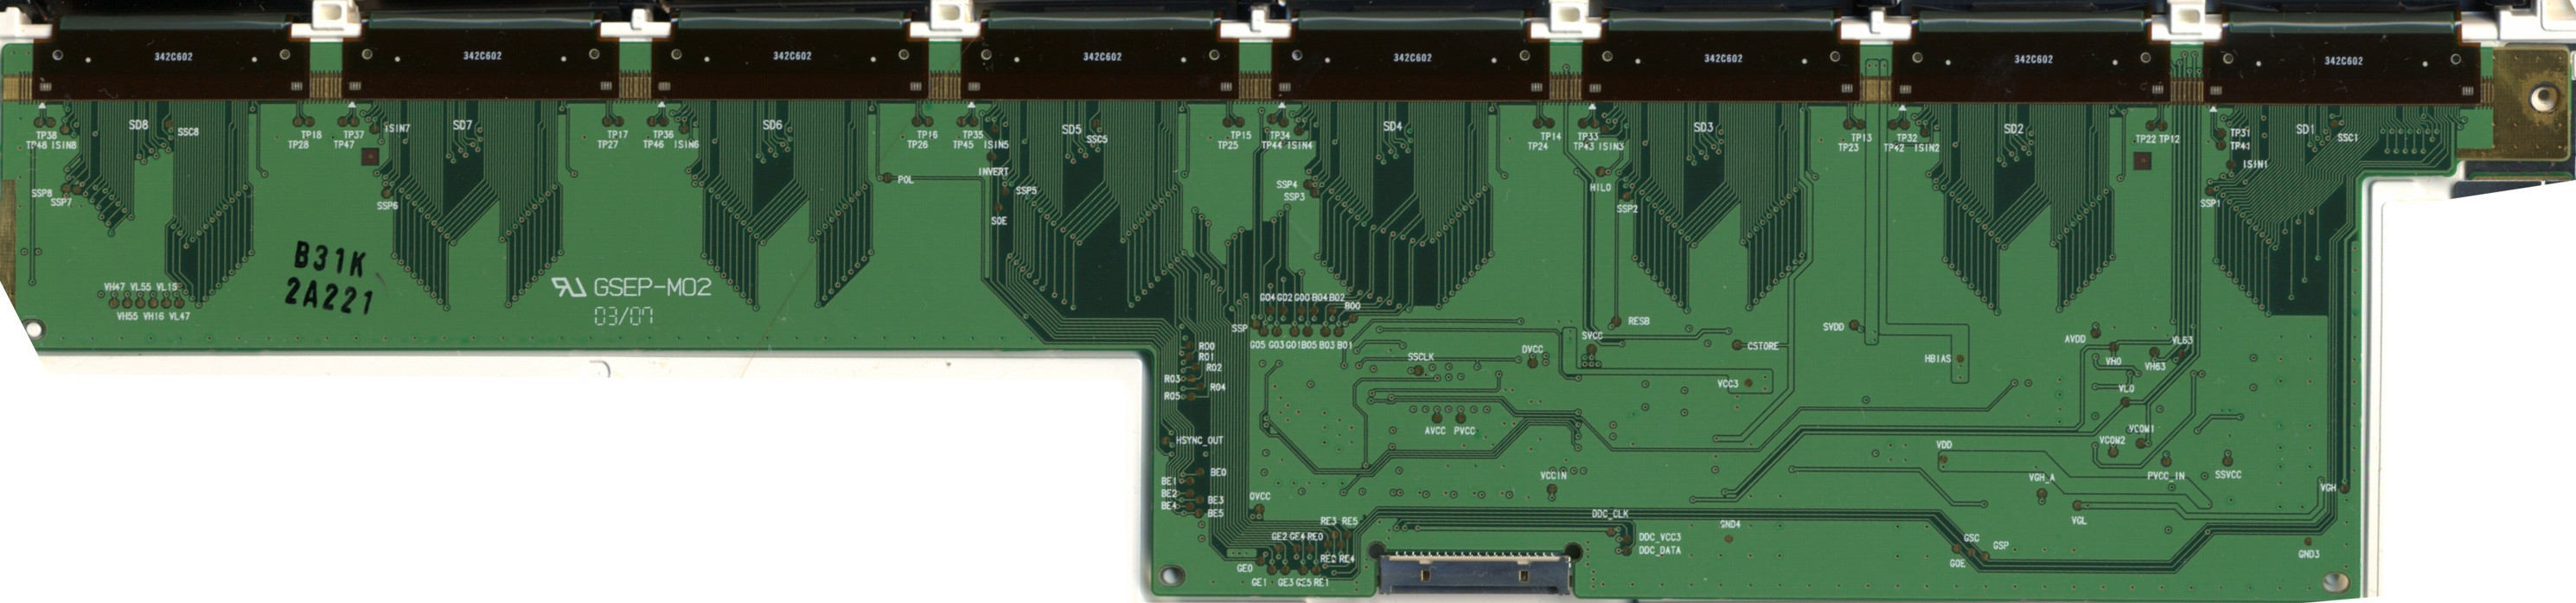 342C602 342C602 342C602 342C602 342C602 342C602 342C602 342C602
SD8 SSC8 ISIN7 SD7 SD6 SD5 SSC5 SD4 SD3 SD2 SD1 SSC1
TP38 TP18 TP37 TP17 TP36 TP16 TP35 TP15 TP34 TP14 TP33 TP13 TP32 TP22 TP12 TP31
TP48 ISIN8 TP28 TP47 TP27 TP46 ISIN6 TP26 TP45 ISIN5 TP25 TP44 ISIN4 TP24 TP43 ISIN3 TP23 TP42 ISIN2 TP41
ISIN1
INVERT
POL
SSP8 SSP7 SSP6 SSP5 SSP4 SSP3 HILO SSP2 SSP1
SOE
B31K
2A221
VH47 VL55 VL15
VH55 VH16 VL47
GSEP-M02
03/07
G04 G02 G00 B04 B02
B00
SSP
G05 G03 G01 B05 B03 B01
RESB
SVDD
SVCC
CSTORE
AVDD
VL63
R00
R01
R02
R03
R04
R05
SSCLK
DVCC
VCC3
HBIAS
VH0
VH63
VL0
AVCC PVCC
HSYNC_OUT
VCOM1
VCOM2
VDD
BE0
BE1
BE2
BE3
BE4
BE5
VCCIN
VGH_A
PVCC_IN
SSVCC
VGH
OVCC
VGL
DDC_CLK
GND4
RE3 RE5
GE2 GE4 RE0
DDC_VCC3
DDC_DATA
GSC
GSP
GOE
GND3
RE2 RE4
GE0
GE1 GE3 GE5 RE1